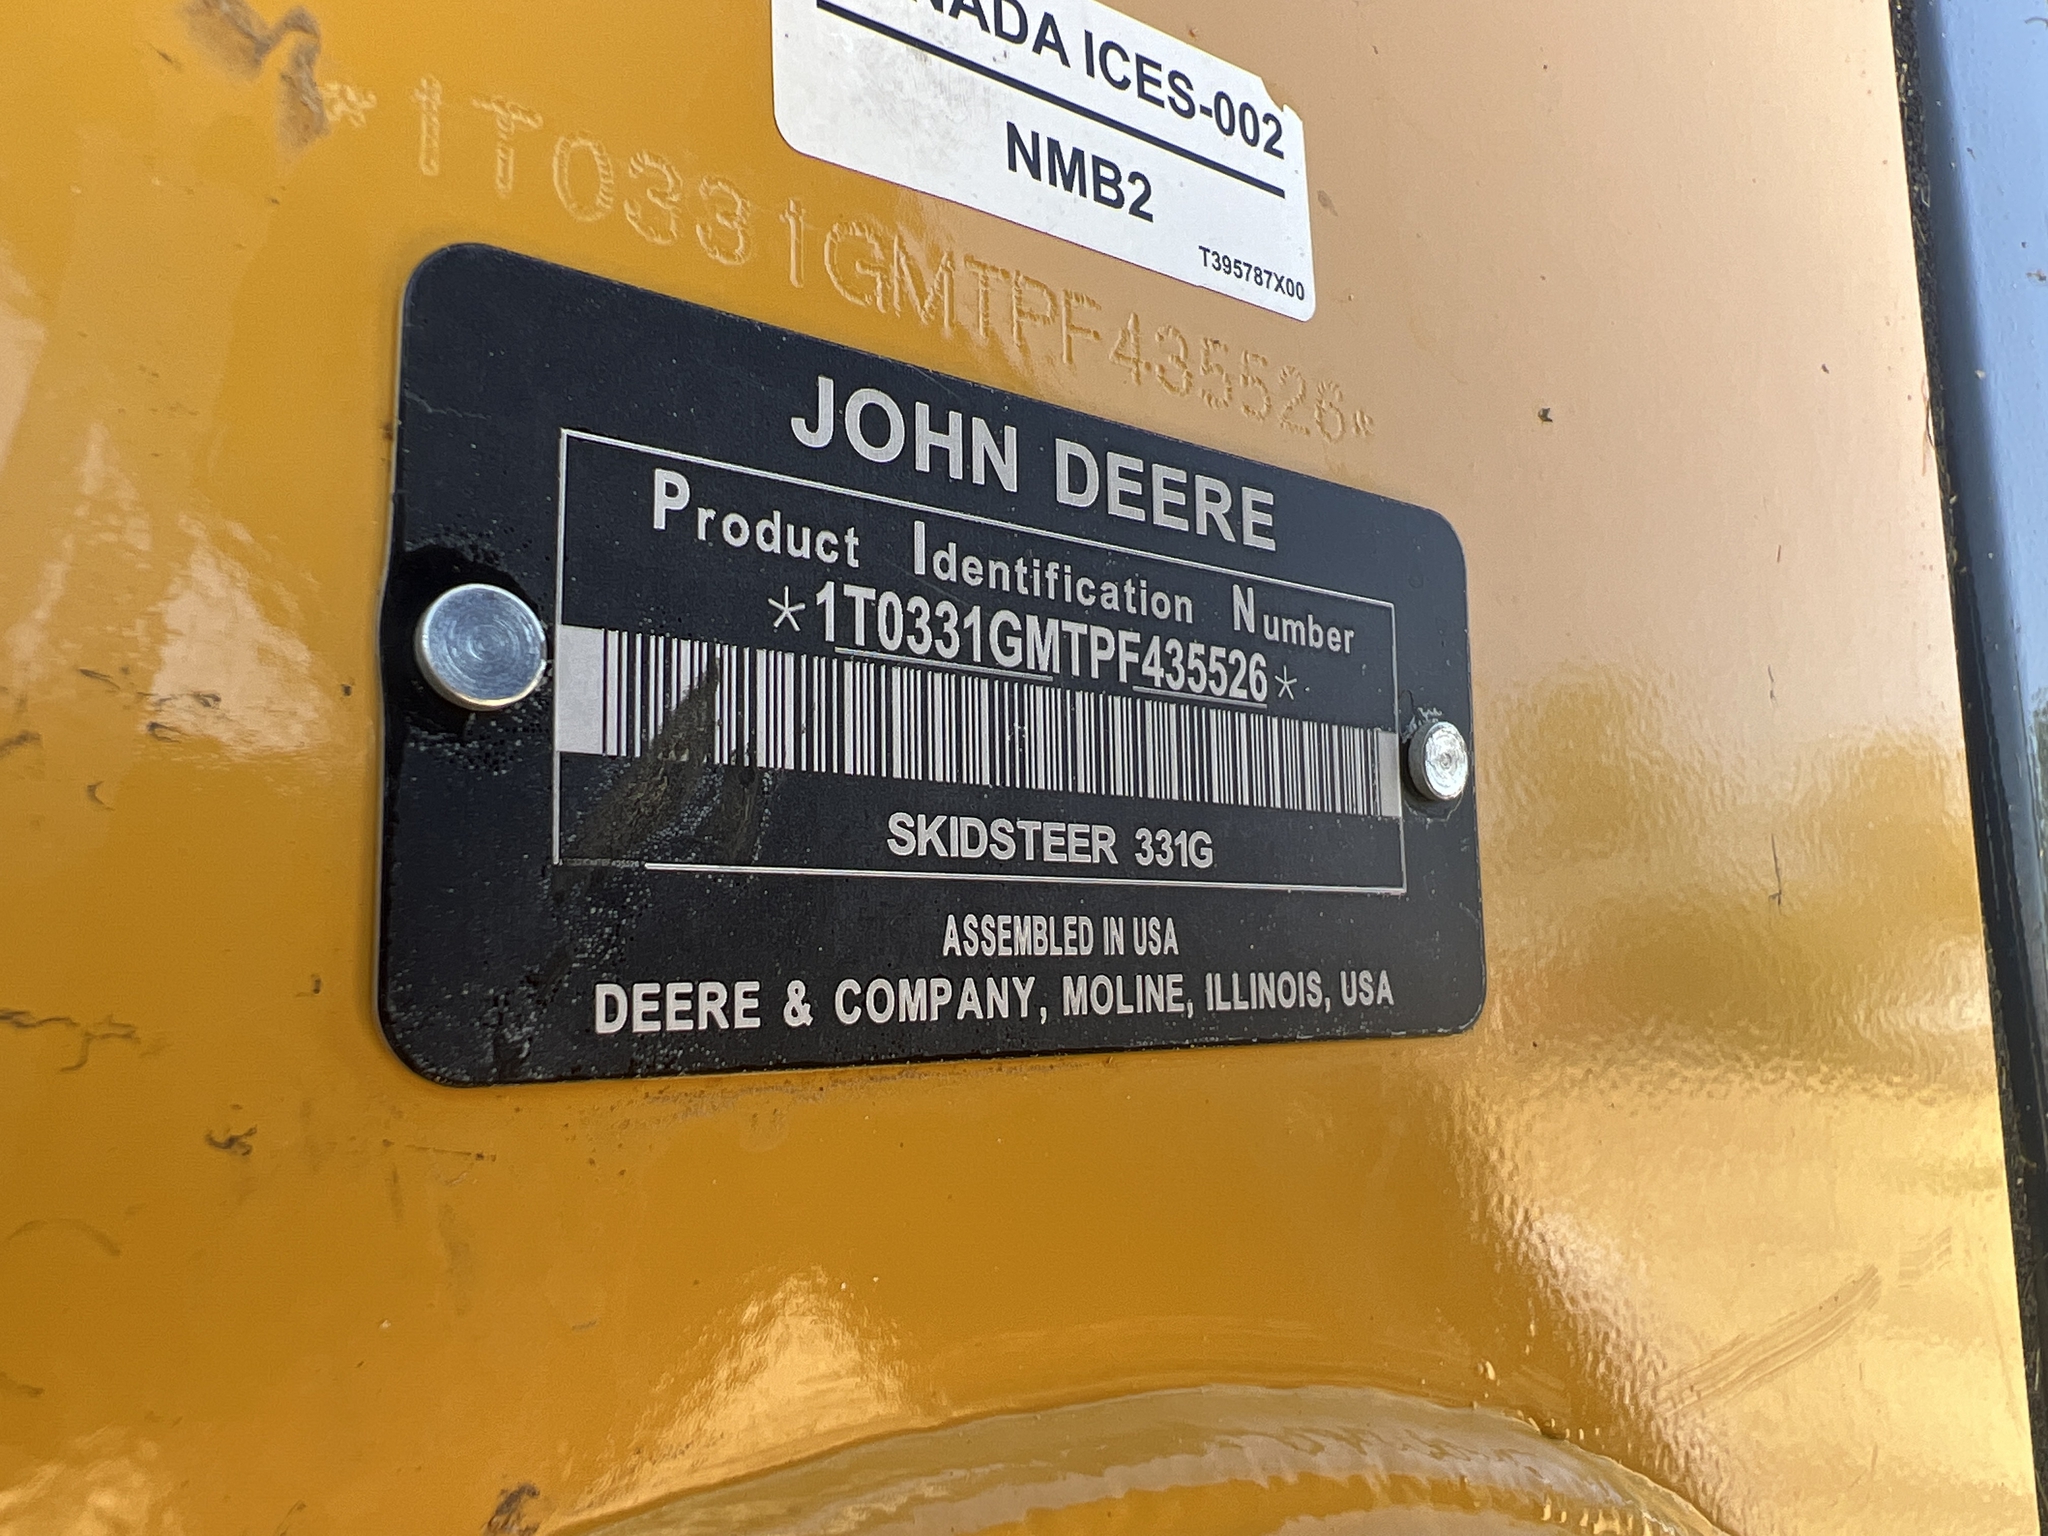 NADA ICES-002
NMB2
T395787X00
*1T0331GMTPF435526*
JOHN DEERE
Product Identification Number
*1T0331GMTPF435526*
SKIDSTEER 331G
ASSEMBLED IN USA
DEERE & COMPANY, MOLINE, ILLINOIS, USA